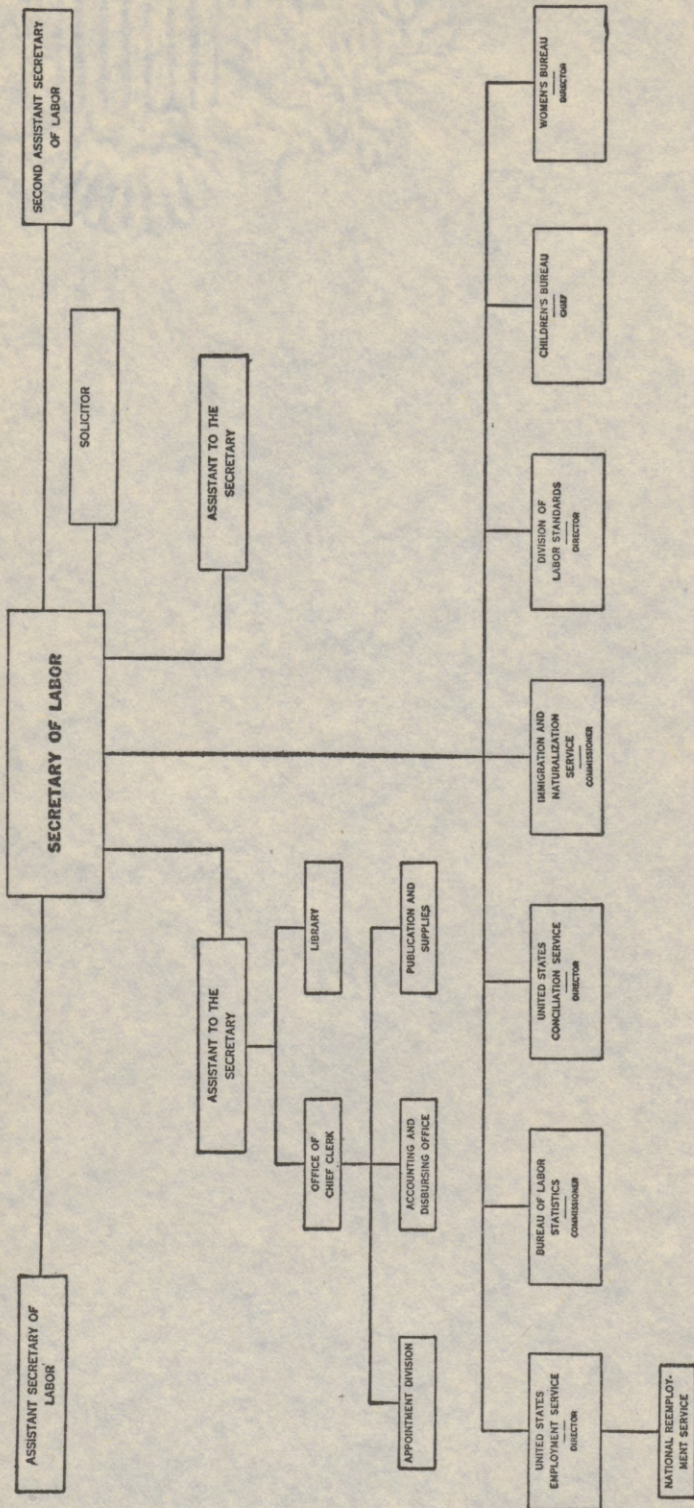 SECRETARY OF LABOR
ASSISTANT SECRETARY OF
LABOR
SECOND ASSISTANT SECRETARY
OF LABOR
SOLICITOR
ASSISTANT TO THE
SECRETARY
ASSISTANT TO THE
SECRETARY
OFFICE OF
CHIEF CLERK
LIBRARY
APPOINTMENT DIVISION
ACCOUNTING AND
DISBURSING OFFICE
PUBLICATION AND
SUPPLIES
UNITED STATES
EMPLOYMENT SERVICE
DIRECTOR
BUREAU OF LABOR
STATISTICS
COMMISSIONER
UNITED STATES
CONCILIATION SERVICE
DIRECTOR
IMMIGRATION AND
NATURALIZATION
SERVICE
COMMISSIONER
DIVISION OF
LABOR STANDARDS
DIRECTOR
CHILDREN'S BUREAU
CHIEF
WOMEN'S BUREAU
DIRECTOR
NATIONAL REEMPLOY-
MENT SERVICE